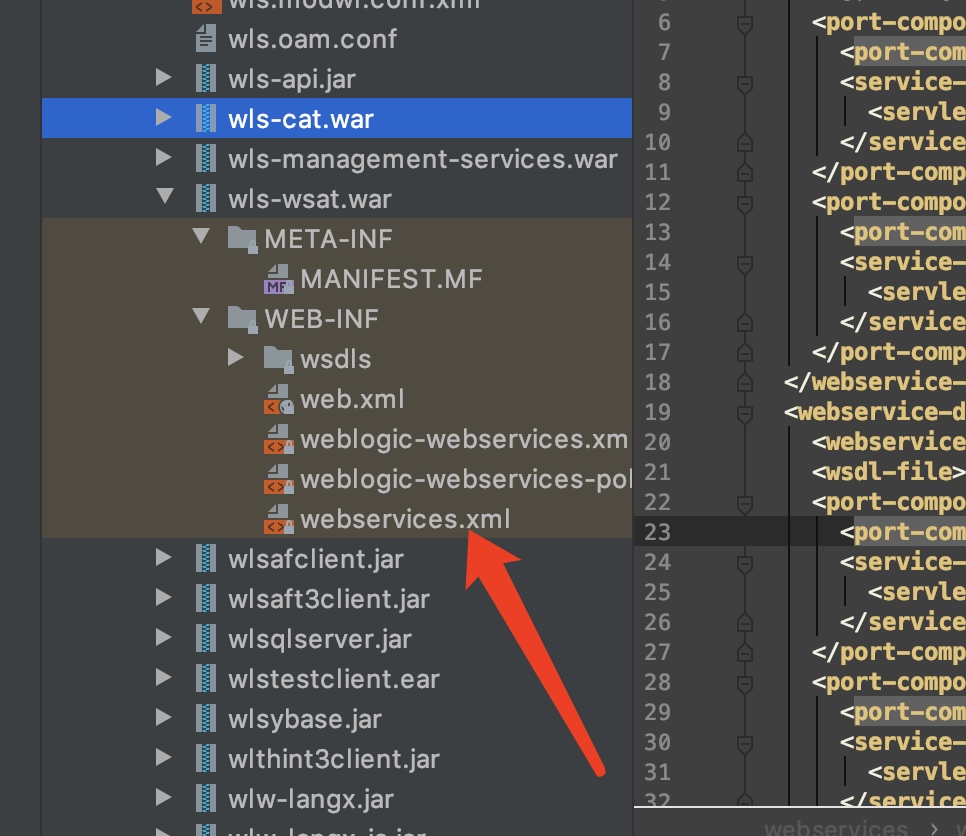 wls.modwl.conf.xml
wls.oam.conf
wls-api.jar
wls-cat.war
wls-management-services.war
wls-wsat.war
META-INF
MF
MANIFEST.MF
WEB-INF
wsdls
web.xml
weblogic-webservices.xm
weblogic-webservices-pol
webservices.xml
wlsafclient.jar
wlsaft3client.jar
wlsqlserver.jar
wlstestclient.ear
wlsybase.jar
wlthint3client.jar
wlw-langx.jar
6 <port-compo
7 <port-com
8 <service-
9 <servle
10 </service
11 </port-comp
12 <port-compo
13 <port-com
14 <service-
15 <servle
16 </service
17 </port-comp
18 </webservice-
19 <webservice-d
20 <webservice
21 <wsdl-file>
22 <port-compo
23 <port-com
24 <service-
25 <servle
26 </service
27 </port-comp
28 <port-compo
29 <port-com
30 <service-
31 <servle
32 </service
webservices ›